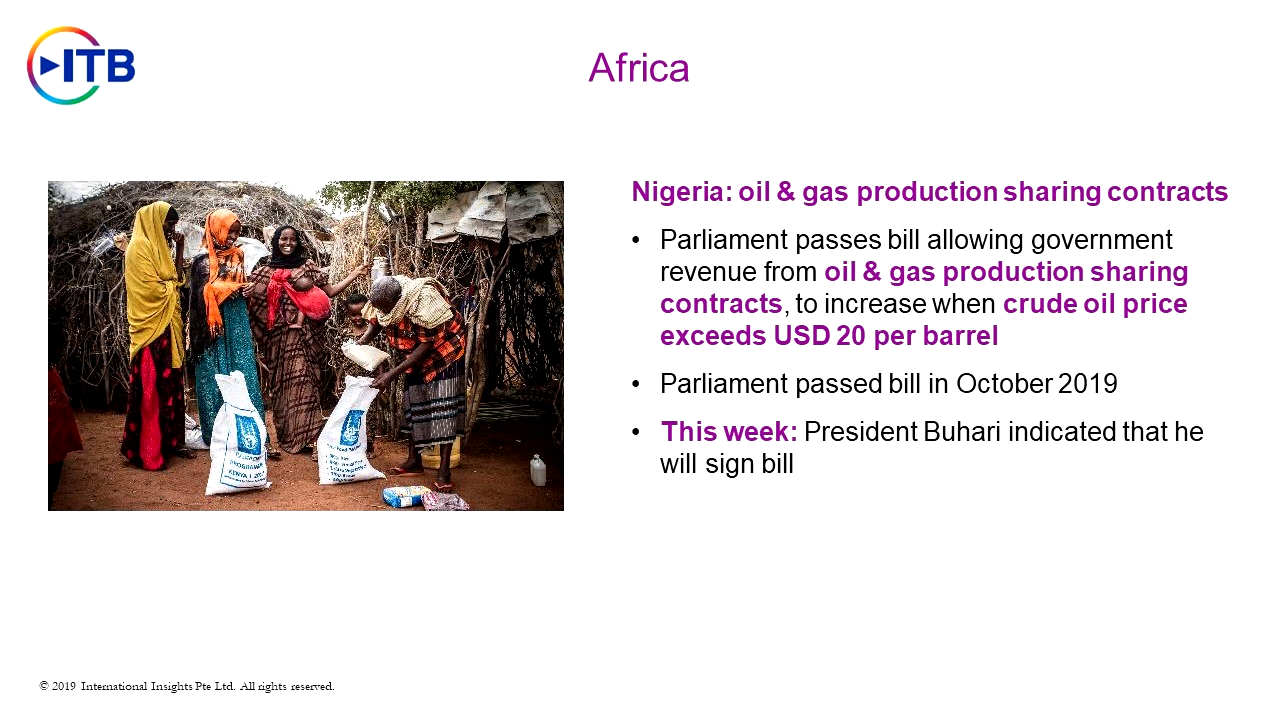 ITB
Africa
Nigeria: oil & gas production sharing contracts
• Parliament passes bill allowing government
revenue from oil & gas production sharing
contracts, to increase when crude oil price
exceeds USD 20 per barrel
• Parliament passed bill in October 2019
• This week: President Buhari indicated that he
will sign bill
KENYA
© 2019 International Insights Pte Ltd. All rights reserved.